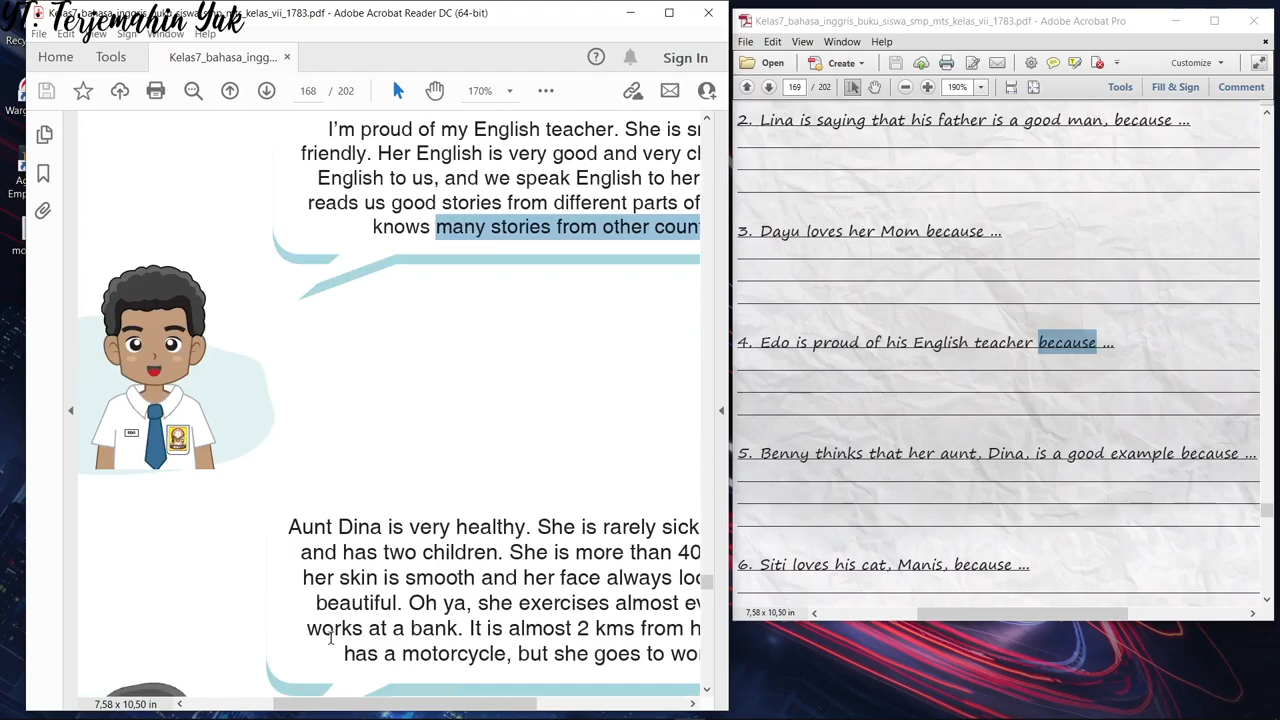 YT. Terjemahin Yuk
Kelas7_bahasa_inggris_buku_siswa_smp_mts_kelas_vii_1783.pdf - Adobe Acrobat Reader DC (64-bit)
File Edit View Sign Window Help
Home Tools Kelas7_bahasa_ingg... × Sign In
168 / 202 170%
I'm proud of my English teacher. She is
friendly. Her English is very good and very
English to us, and we speak English to her
reads us good stories from different parts of
knows many stories from other
EDO
Aunt Dina is very healthy. She is rarely sick
and has two children. She is more than 40
her skin is smooth and her face always
beautiful. Oh ya, she exercises almost
works at a bank. It is almost 2 kms from
has a motorcycle, but she goes to
7,58 x 10,50 in
Kelas7_bahasa_inggris_buku_siswa_smp_mts_kelas_vii_1783.pdf - Adobe Acrobat Pro
File Edit View Window Help
Open Create Customize
169 / 202 190% Tools Fill & Sign Comment
2. Lina is saying that his father is a good man, because ...
3. Dayu loves her Mom because ...
4. Edo is proud of his English teacher because ...
5. Benny thinks that her aunt, Dina, is a good example because ...
6. Siti loves his cat, Manis, because ...
7,58 x 10,50 in